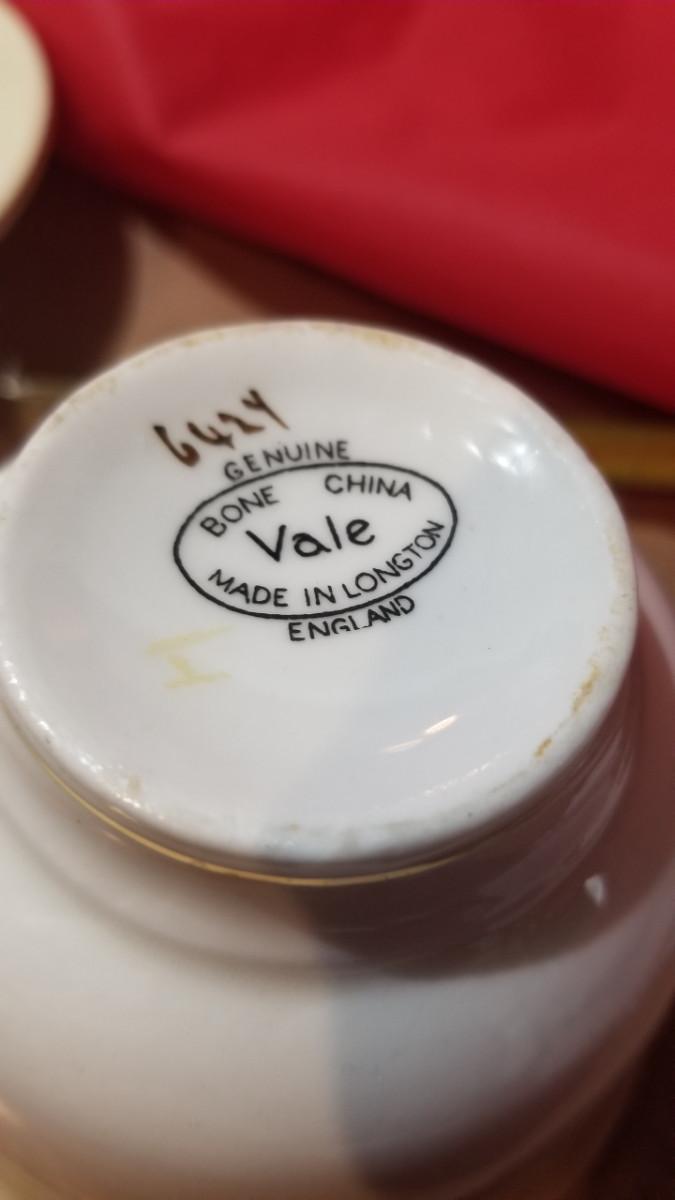 6424
GENUINE
BONE CHINA
Vale
MADE IN LONGTON
ENGLAND
I